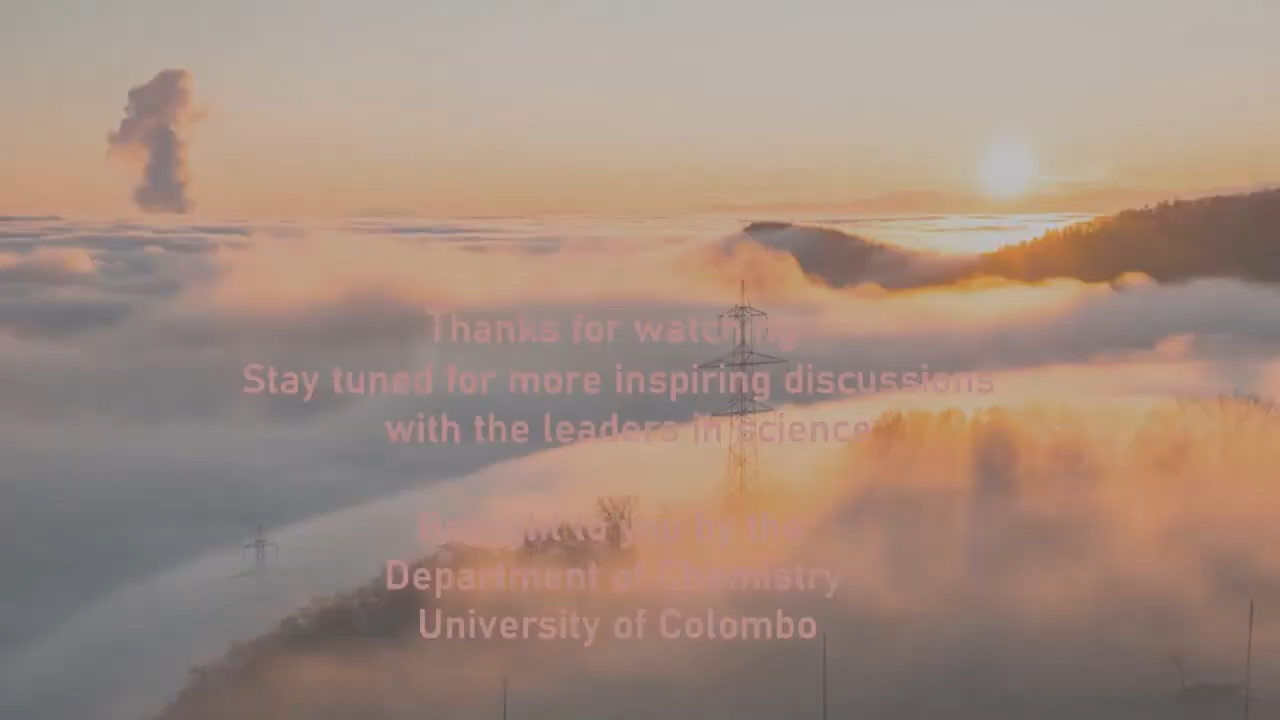 Thanks for watching
Stay tuned for more inspiring discussions
with the leaders in science
Brought to you by the
Department of Chemistry
University of Colombo